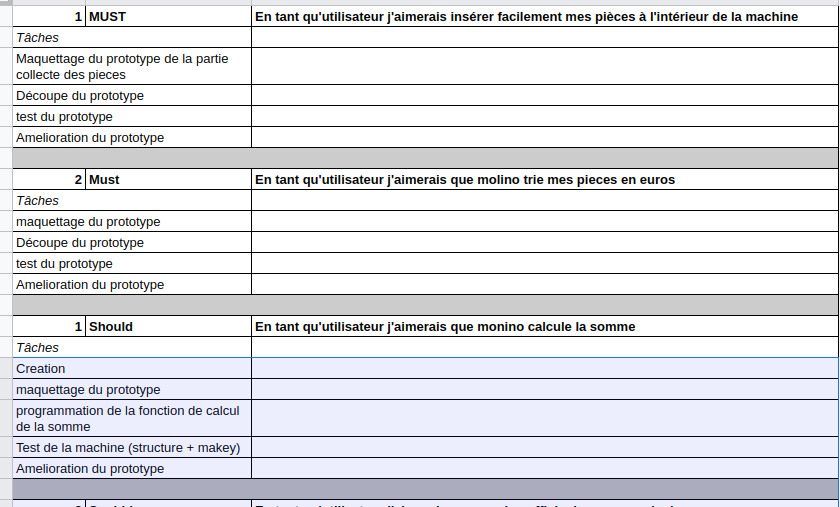 1 MUST En tant qu'utilisateur j'aimerais insérer facilement mes pièces à l'intérieur de la machine
Tâches
Maquettage du prototype de la partie
collecte des pieces
Découpe du prototype
test du prototype
Amelioration du prototype
2 Must En tant qu'utilisateur j'aimerais que molino trie mes pieces en euros
Tâches
maquettage du prototype
Découpe du prototype
test du prototype
Amelioration du prototype
1 Should En tant qu'utilisateur j'aimerais que monino calcule la somme
Tâches
Creation
maquettage du prototype
programmation de la fonction de calcul
de la somme
Test de la machine (structure + makey)
Amelioration du prototype